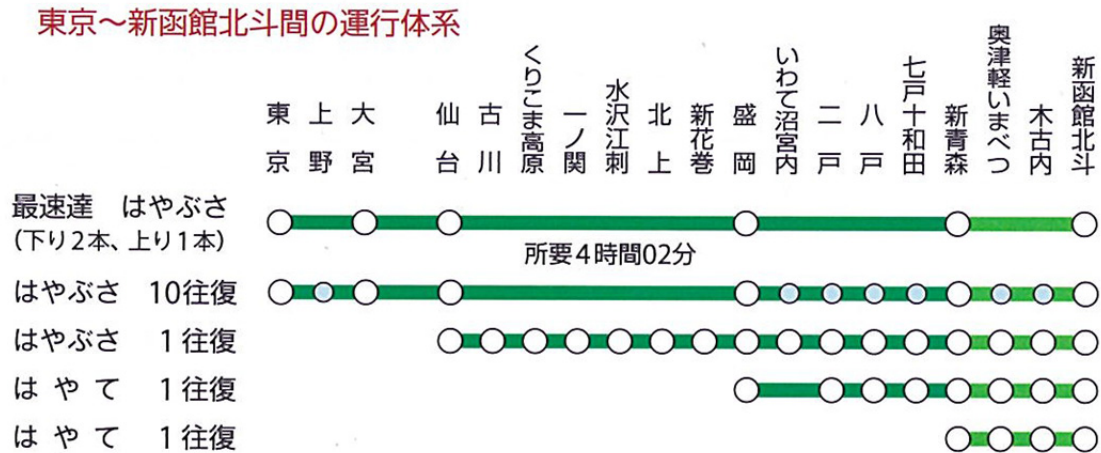 東京〜新函館北斗間の運行体系
東京
上野
大宮
仙台
古川
くりこま高原
一ノ関
水沢江刺
北上
新花巻
盛岡
いわて沼宮内
二戸
八戸
七戸十和田
新青森
奥津軽いまべつ
木古内
新函館北斗
最速達 はやぶさ
(下り2本、上り1本)
所要4時間02分
はやぶさ 10往復
はやぶさ 1往復
はやて 1往復
はやて 1往復